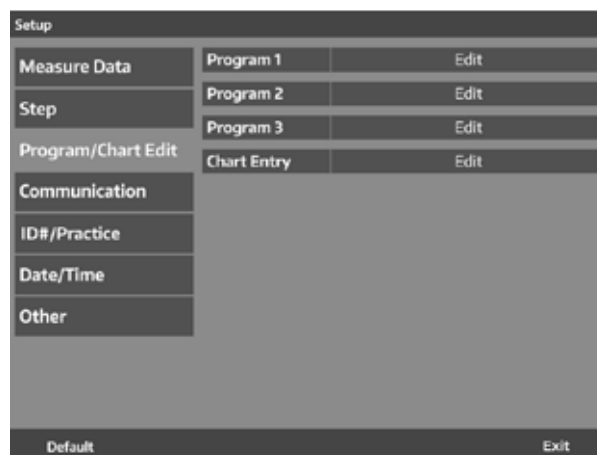 Setup
Measure Data
Step
Program/Chart Edit
Communication
ID#/Practice
Date/Time
Other
Program 1 Edit
Program 2 Edit
Program 3 Edit
Chart Entry Edit
Default Exit